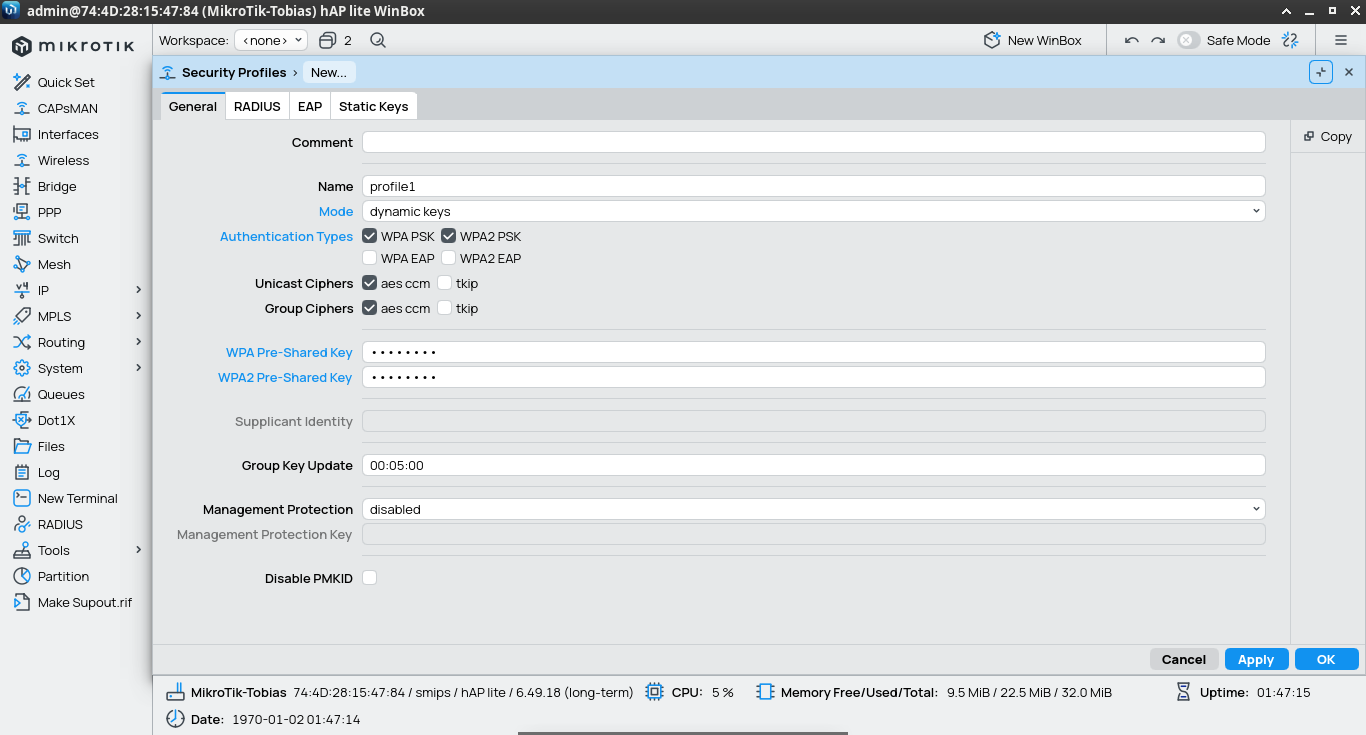 admin@74:4D:28:15:47:84 (MikroTik-Tobias) hAP lite WinBox
MIKROTIK
Workspace: <none> 2 New WinBox Safe Mode
Quick Set
CAPsMAN
Interfaces
Wireless
Bridge
PPP
Switch
Mesh
IP
MPLS
Routing
System
Queues
Dot1X
Files
Log
New Terminal
RADIUS
Tools
Partition
Make Supout.rif
Security Profiles › New...
General RADIUS EAP Static Keys
Copy
Comment
Name profile1
Mode dynamic keys
Authentication Types WPA PSK WPA2 PSK
WPA EAP WPA2 EAP
Unicast Ciphers aes ccm tkip
Group Ciphers aes ccm tkip
WPA Pre-Shared Key ••••••••
WPA2 Pre-Shared Key ••••••••
Supplicant Identity
Group Key Update 00:05:00
Management Protection disabled
Management Protection Key
Disable PMKID
Cancel Apply OK
MikroTik-Tobias 74:4D:28:15:47:84 / smips / hAP lite / 6.49.18 (long-term) CPU: 5 % Memory Free/Used/Total: 9.5 MiB / 22.5 MiB / 32.0 MiB Uptime: 01:47:15
Date: 1970-01-02 01:47:14